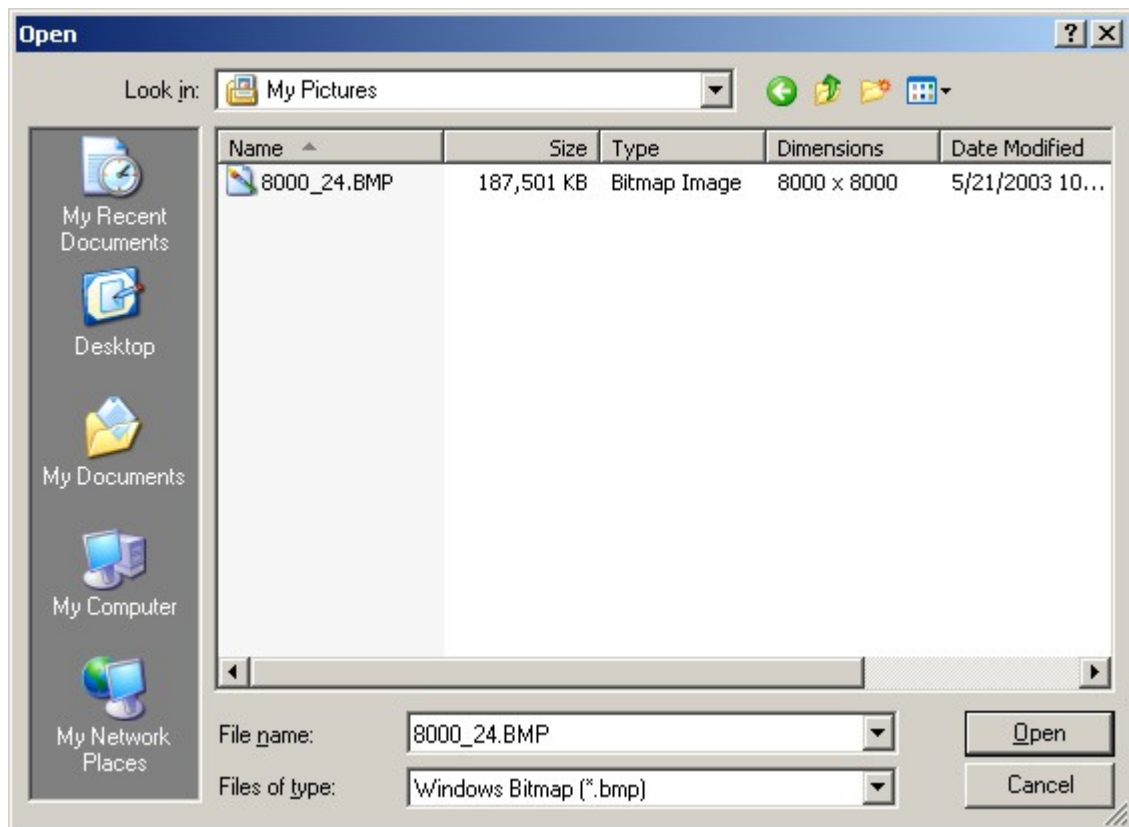 Open
Look in: My Pictures
Name Size Type Dimensions Date Modified
8000_24.BMP 187,501 KB Bitmap Image 8000 x 8000 5/21/2003 10...
My Recent
Documents
Desktop
My Documents
My Computer
My Network
Places
File name: 8000_24.BMP Open
Files of type: Windows Bitmap (*.bmp) Cancel